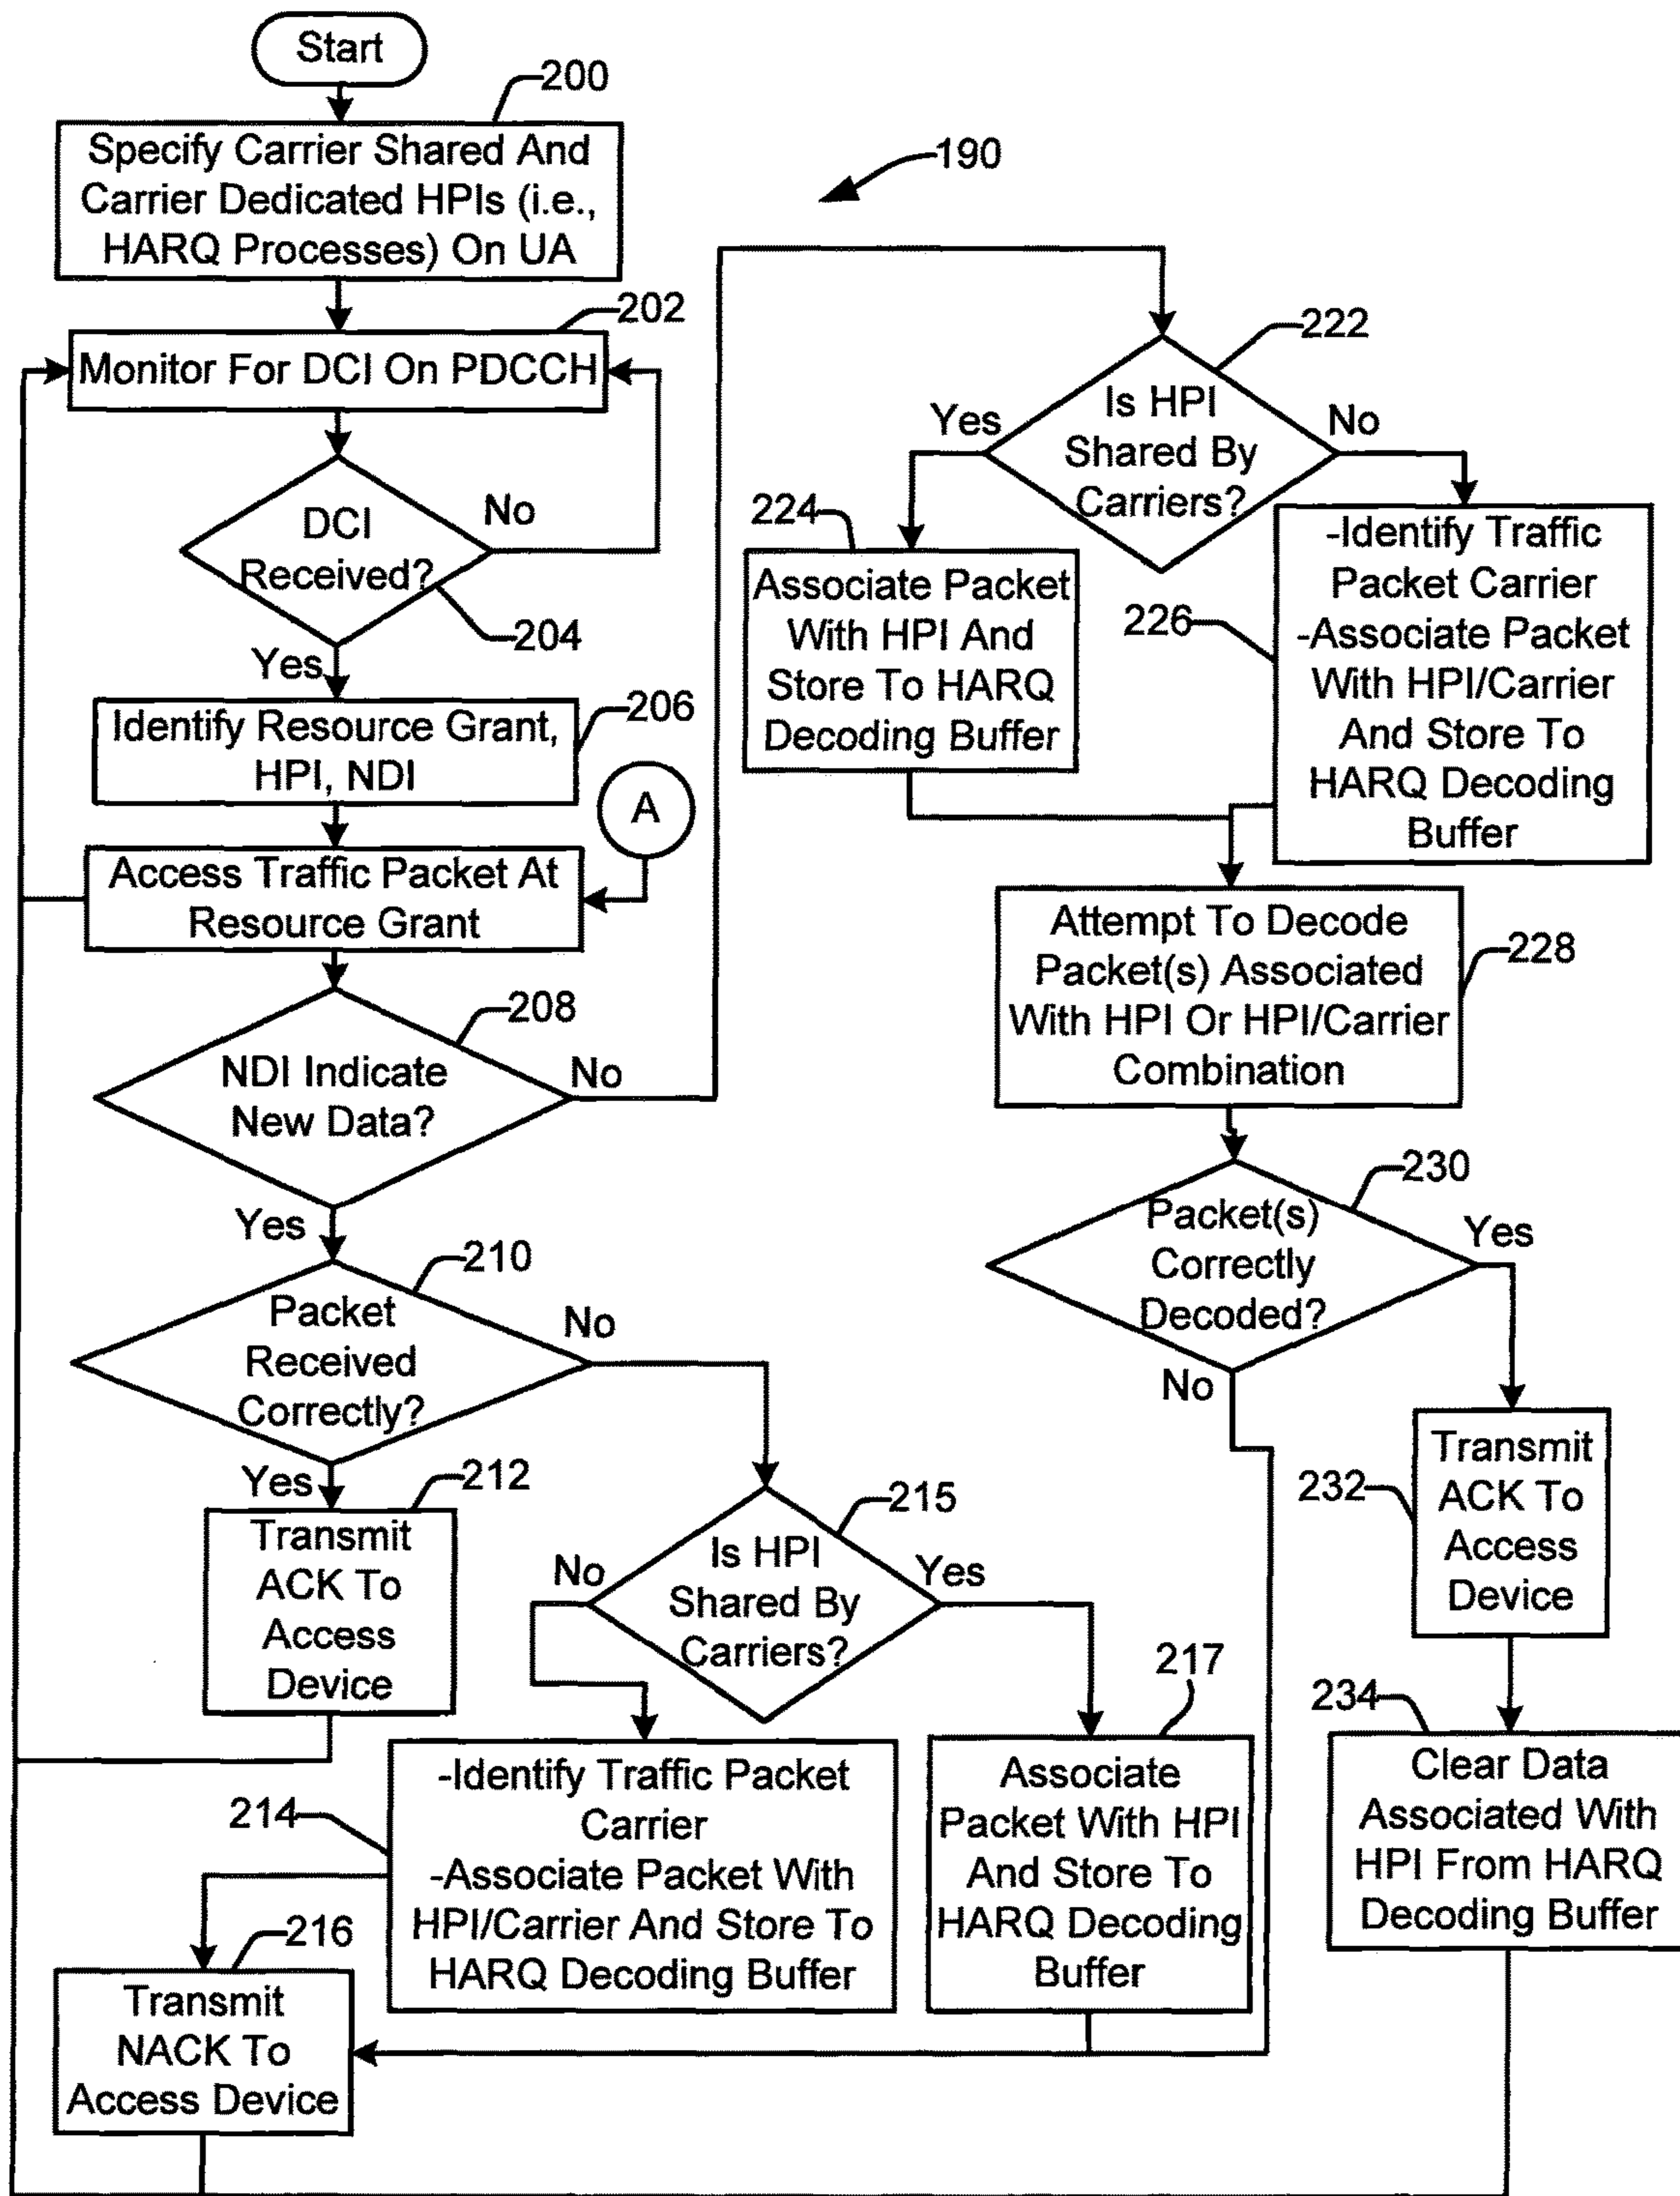 Start
200
Specify Carrier Shared And
Carrier Dedicated HPIs (i.e.,
HARQ Processes) On UA
190
202
Monitor For DCI On PDCCH
DCI
Received?
No
204
Yes
206
Identify Resource Grant,
HPI, NDI
A
Access Traffic Packet At
Resource Grant
208
NDI Indicate
New Data?
No
Yes
210
Packet
Received
Correctly?
No
Yes
212
Transmit
ACK To
Access
Device
215
Is HPI
Shared By
Carriers?
No
Yes
214
-Identify Traffic Packet
Carrier
-Associate Packet With
HPI/Carrier And Store To
HARQ Decoding Buffer
217
Associate
Packet With HPI
And Store To
HARQ Decoding
Buffer
216
Transmit
NACK To
Access Device
222
Is HPI
Shared By
Carriers?
Yes
No
224
Associate Packet
With HPI And
Store To HARQ
Decoding Buffer
226
-Identify Traffic
Packet Carrier
-Associate Packet
With HPI/Carrier
And Store To
HARQ Decoding
Buffer
228
Attempt To Decode
Packet(s) Associated
With HPI Or HPI/Carrier
Combination
230
Packet(s)
Correctly
Decoded?
Yes
No
232
Transmit
ACK To
Access
Device
234
Clear Data
Associated With
HPI From HARQ
Decoding Buffer